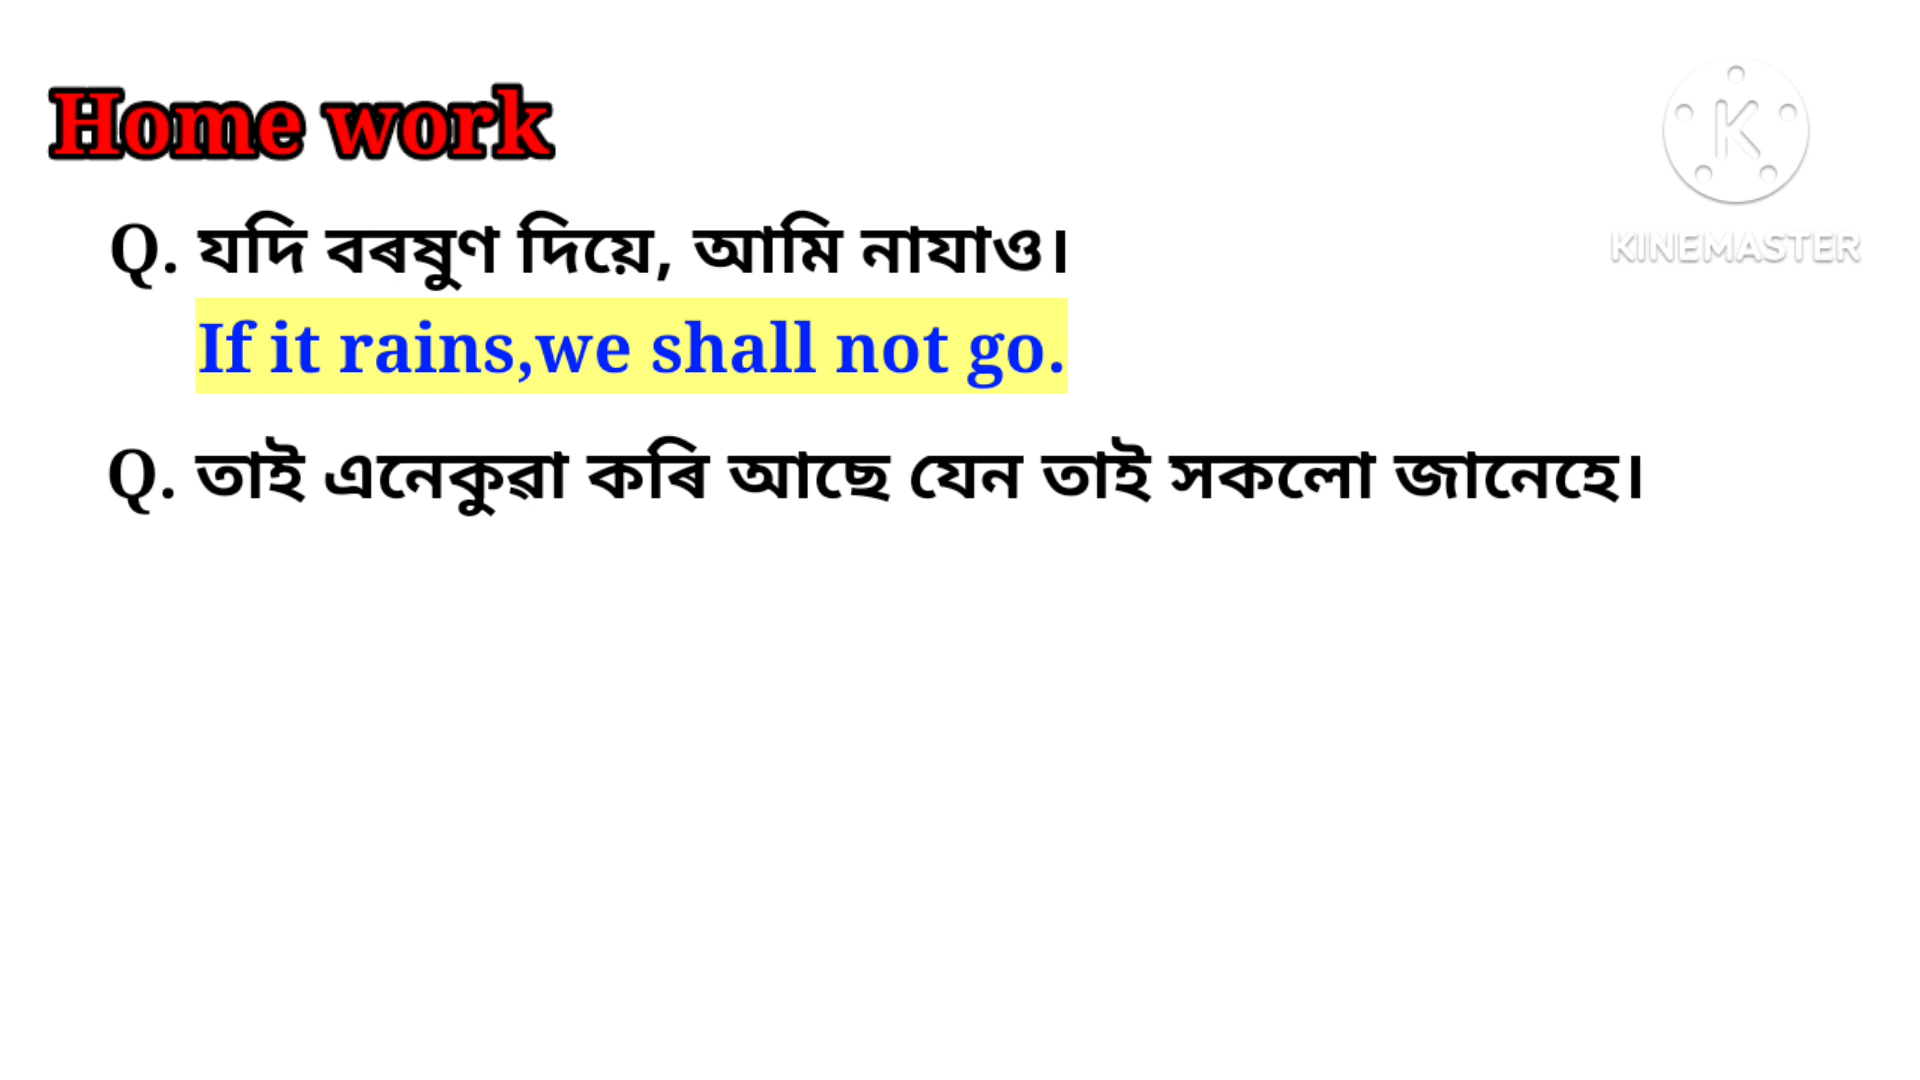 Home work
K
KINEMASTER
Q. যদি বৰষুণ দিয়ে, আমি নাযাও।
If it rains,we shall not go.
Q. তাই এনেকুৱা কৰি আছে যেন তাই সকলো জানেহে।